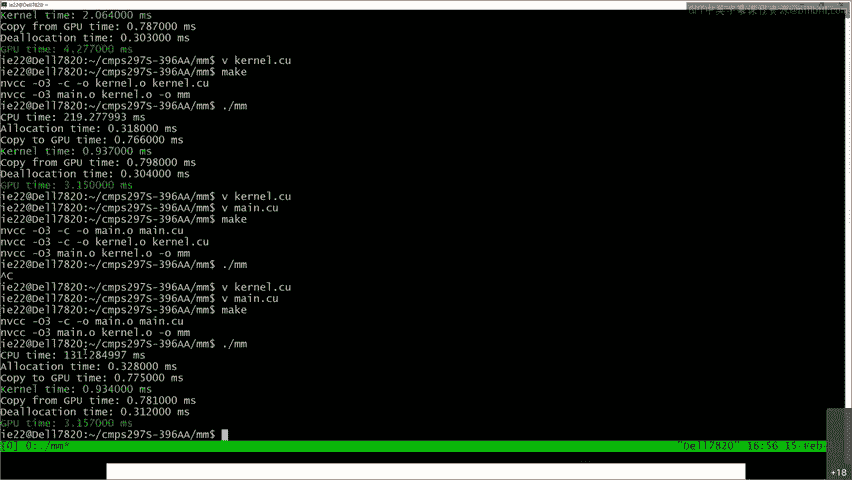 ie22@Dell7820: ~
Kernel time: 2.064000 ms
Copy from GPU time: 0.787000 ms
Deallocation time: 0.303000 ms
GPU time: 4.277000 ms
ie22@Dell7820:~/cmps297S-396AA/mm$ v kernel.cu
ie22@Dell7820:~/cmps297S-396AA/mm$ make
nvcc -O3 -c -o kernel.o kernel.cu
nvcc -O3 main.o kernel.o -o mm
ie22@Dell7820:~/cmps297S-396AA/mm$ ./mm
CPU time: 219.277993 ms
Allocation time: 0.318000 ms
Copy to GPU time: 0.766000 ms
Kernel time: 0.937000 ms
Copy from GPU time: 0.798000 ms
Deallocation time: 0.304000 ms
GPU time: 3.150000 ms
ie22@Dell7820:~/cmps297S-396AA/mm$ v kernel.cu
ie22@Dell7820:~/cmps297S-396AA/mm$ v main.cu
ie22@Dell7820:~/cmps297S-396AA/mm$ make
nvcc -O3 -c -o main.o main.cu
nvcc -O3 -c -o kernel.o kernel.cu
nvcc -O3 main.o kernel.o -o mm
ie22@Dell7820:~/cmps297S-396AA/mm$ ./mm
^C
ie22@Dell7820:~/cmps297S-396AA/mm$ v kernel.cu
ie22@Dell7820:~/cmps297S-396AA/mm$ v main.cu
ie22@Dell7820:~/cmps297S-396AA/mm$ make
nvcc -O3 -c -o main.o main.cu
nvcc -O3 main.o kernel.o -o mm
ie22@Dell7820:~/cmps297S-396AA/mm$ ./mm
CPU time: 131.284997 ms
Allocation time: 0.328000 ms
Copy to GPU time: 0.775000 ms
Kernel time: 0.934000 ms
Copy from GPU time: 0.781000 ms
Deallocation time: 0.312000 ms
GPU time: 3.157000 ms
ie22@Dell7820:~/cmps297S-396AA/mm$
[0] 0:./mm* "Dell7820" 16:56 15 Feb
+18